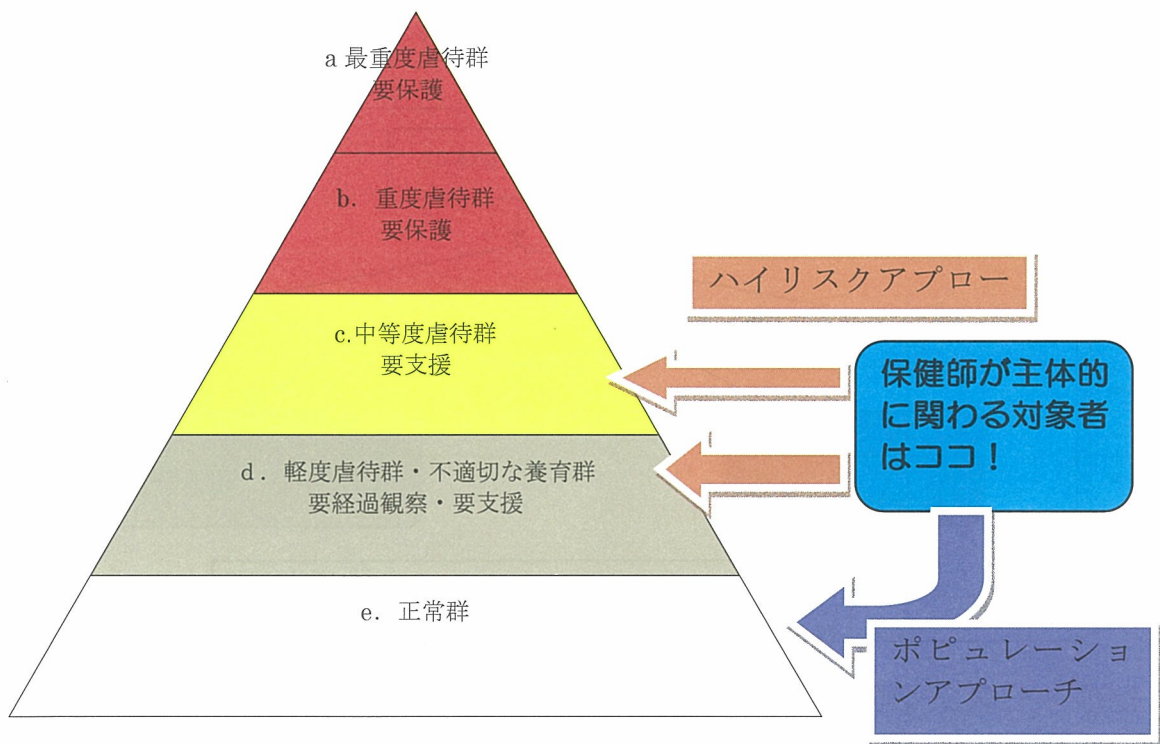 a 最重度虐待群
要保護
b. 重度虐待群
要保護
ハイリスクアプロー
c.中等度虐待群
要支援
保健師が主体的
に関わる対象者
はココ！
d. 軽度虐待群・不適切な養育群
要経過観察・要支援
e. 正常群
ポピュレーショ
ンアプローチ